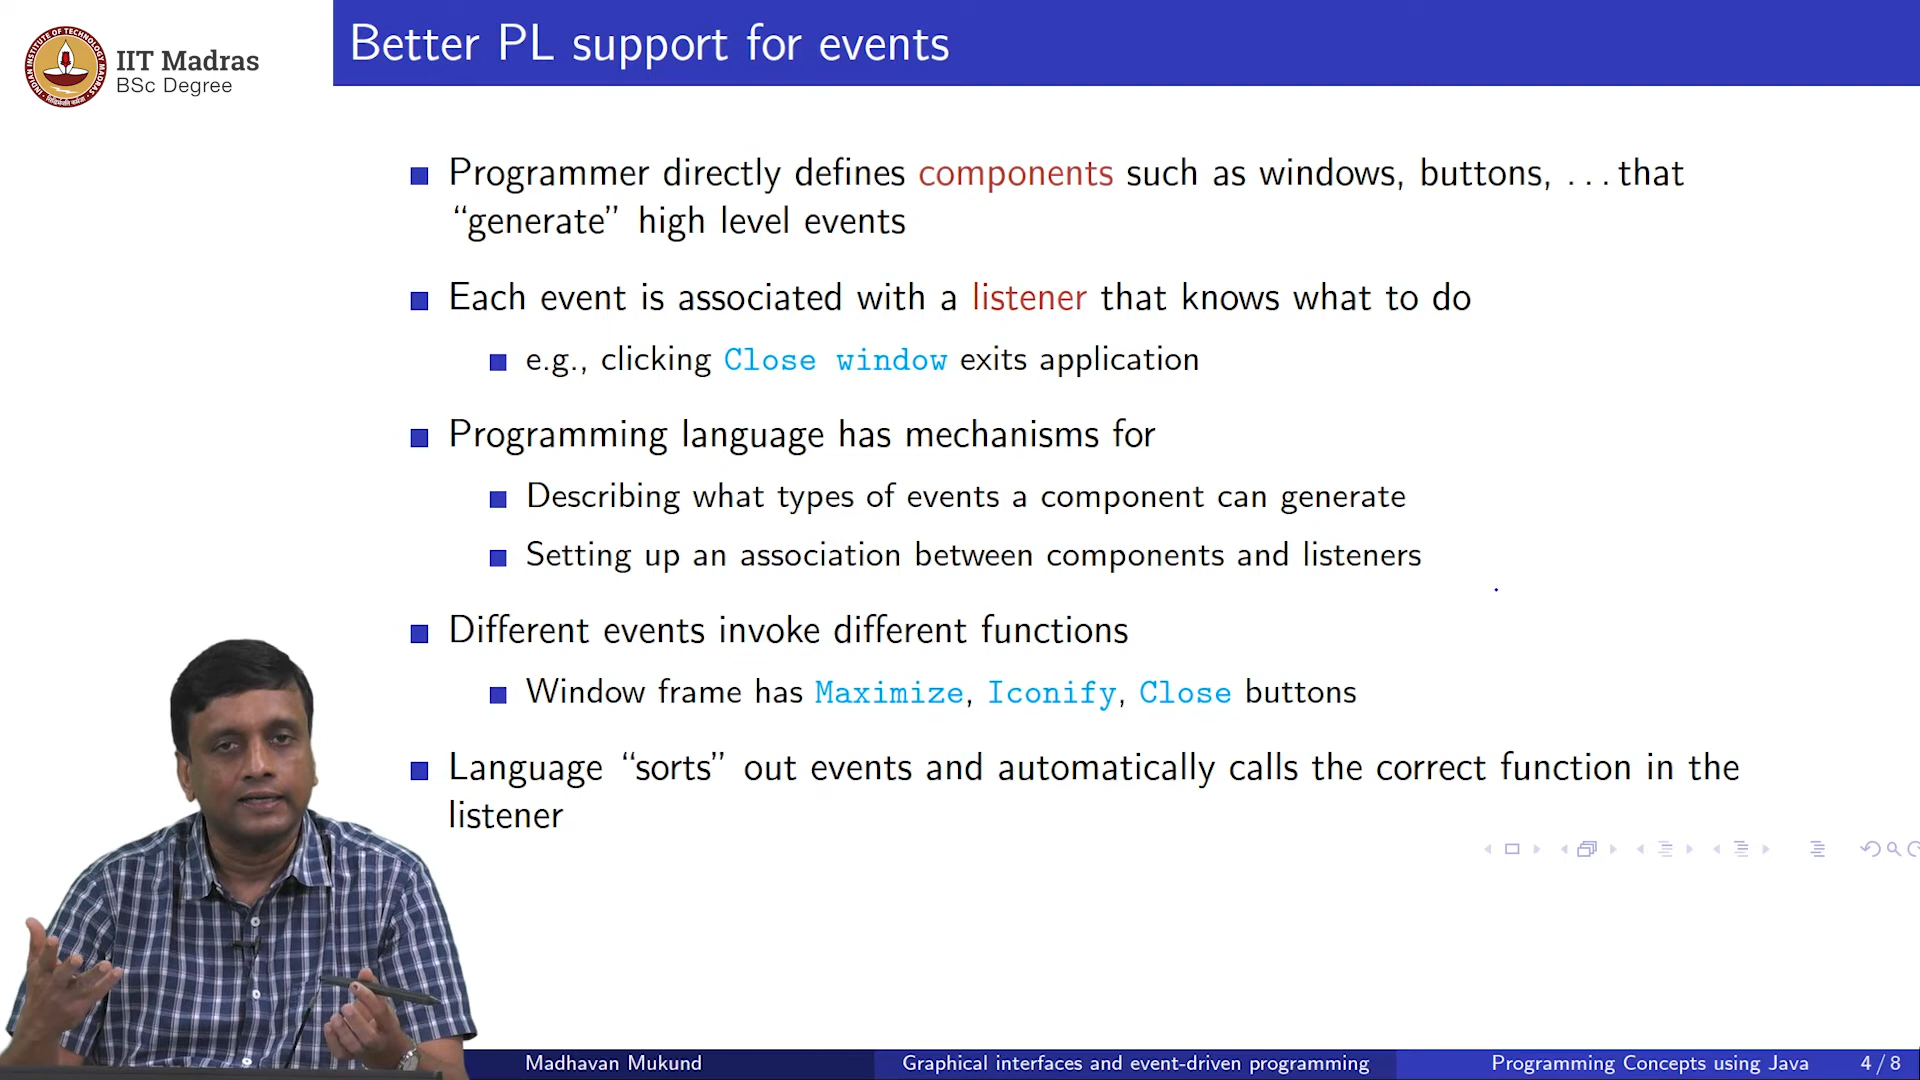 IIT Madras
BSc Degree
Better PL support for events
Programmer directly defines components such as windows, buttons, ... that
“generate” high level events
Each event is associated with a listener that knows what to do
e.g., clicking Close window exits application
Programming language has mechanisms for
Describing what types of events a component can generate
Setting up an association between components and listeners
Different events invoke different functions
Window frame has Maximize, Iconify, Close buttons
Language “sorts” out events and automatically calls the correct function in the
listener
Madhavan Mukund
Graphical interfaces and event-driven programming
Programming Concepts using Java
4 / 8